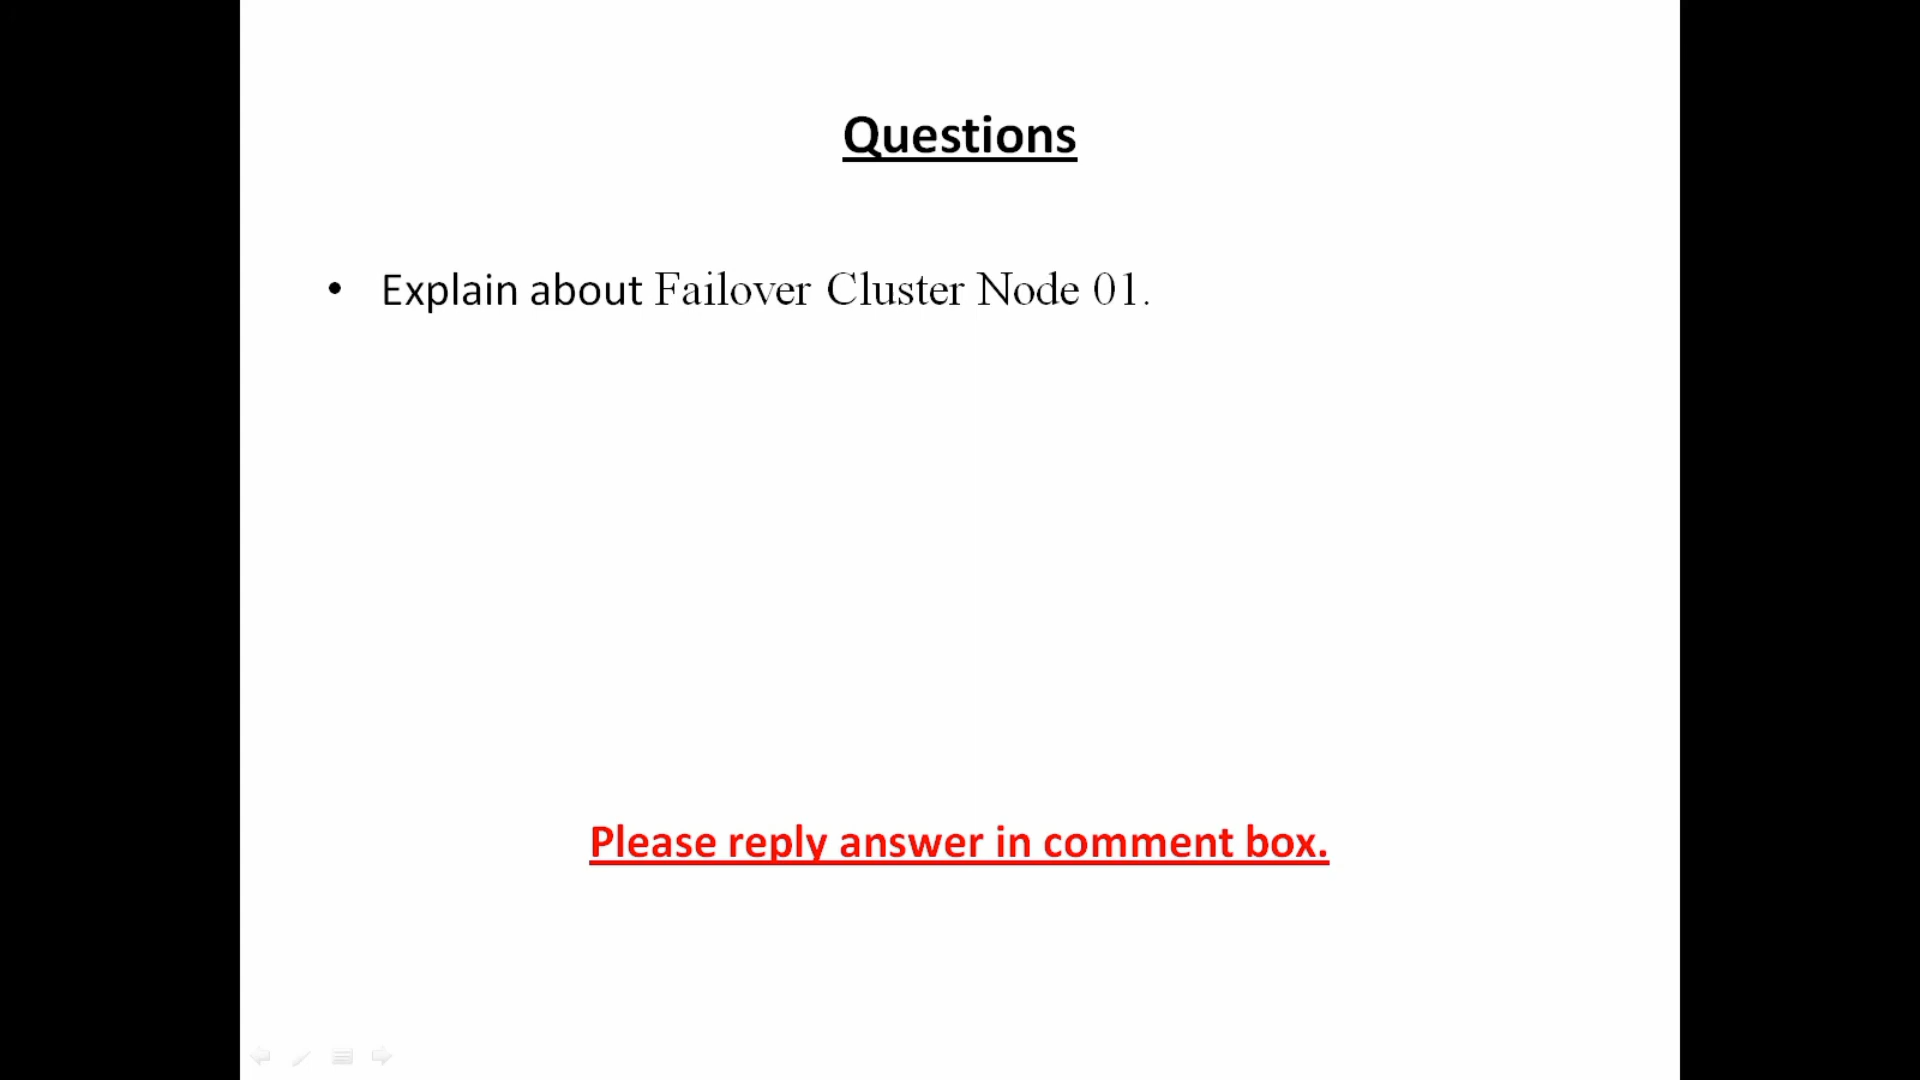 Questions
• Explain about Failover Cluster Node 01.
Please reply answer in comment box.